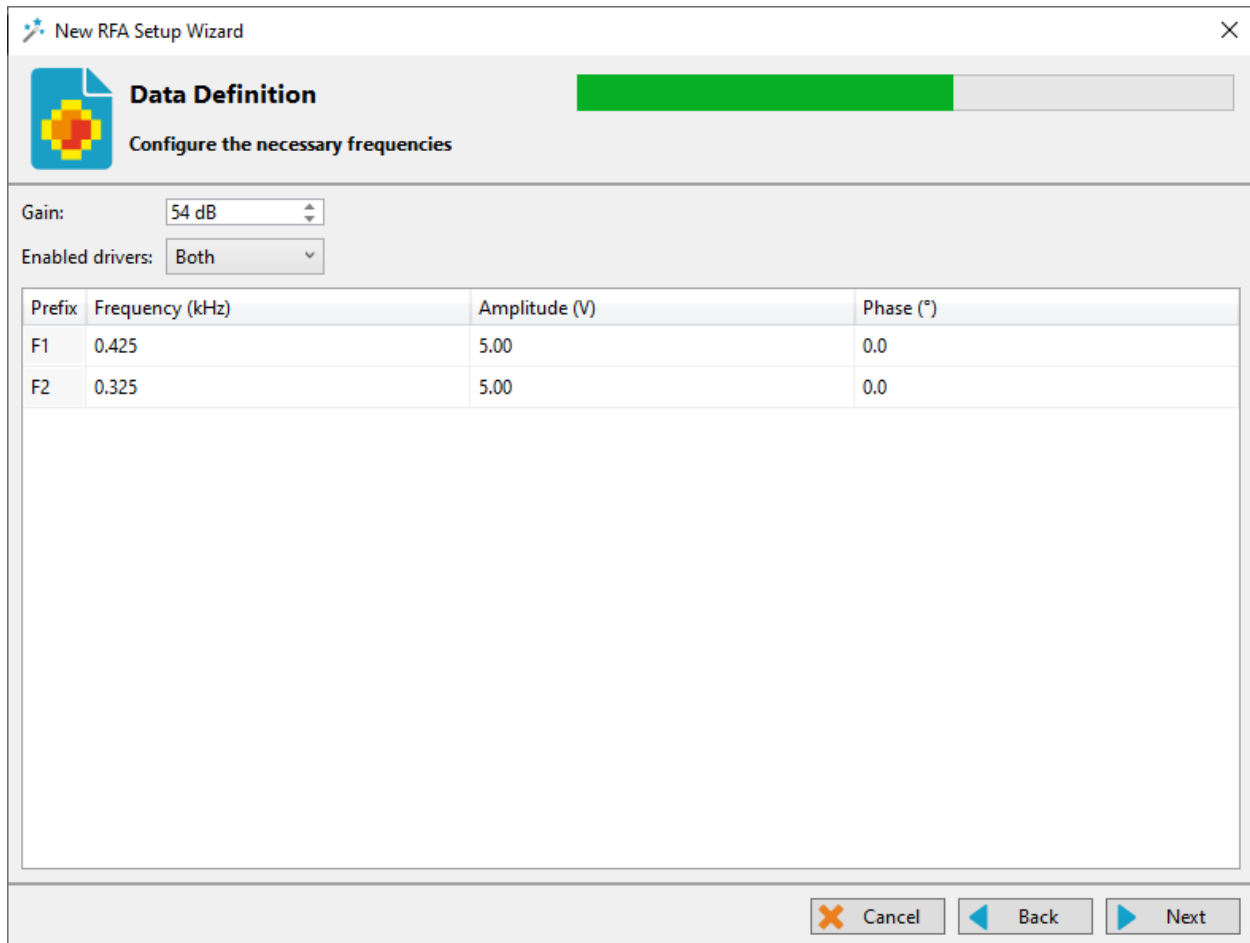 New RFA Setup Wizard
Data Definition
Configure the necessary frequencies
Gain: 54 dB
Enabled drivers: Both
Prefix Frequency (kHz) Amplitude (V) Phase (°)
F1 0.425 5.00 0.0
F2 0.325 5.00 0.0
Cancel Back Next